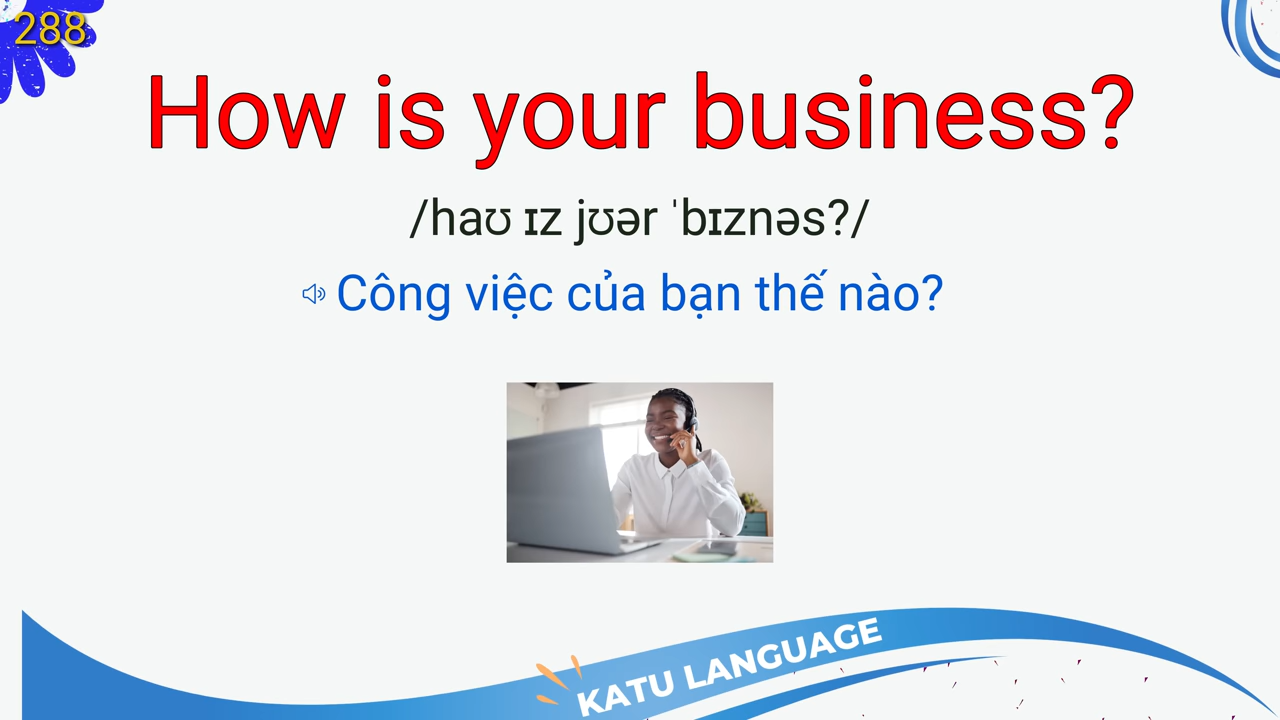 288
How is your business?
/haʊ ɪz jʊər ˈbɪznəs?/
Công việc của bạn thế nào?
KATU LANGUAGE